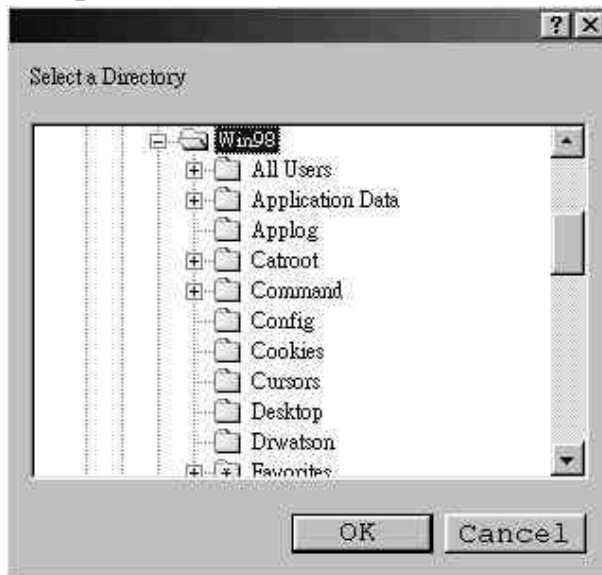 Select a Directory
Win98
All Users
Application Data
Applog
Catroot
Command
Config
Cookies
Cursors
Desktop
Drwatson
Favorites
OK Cancel